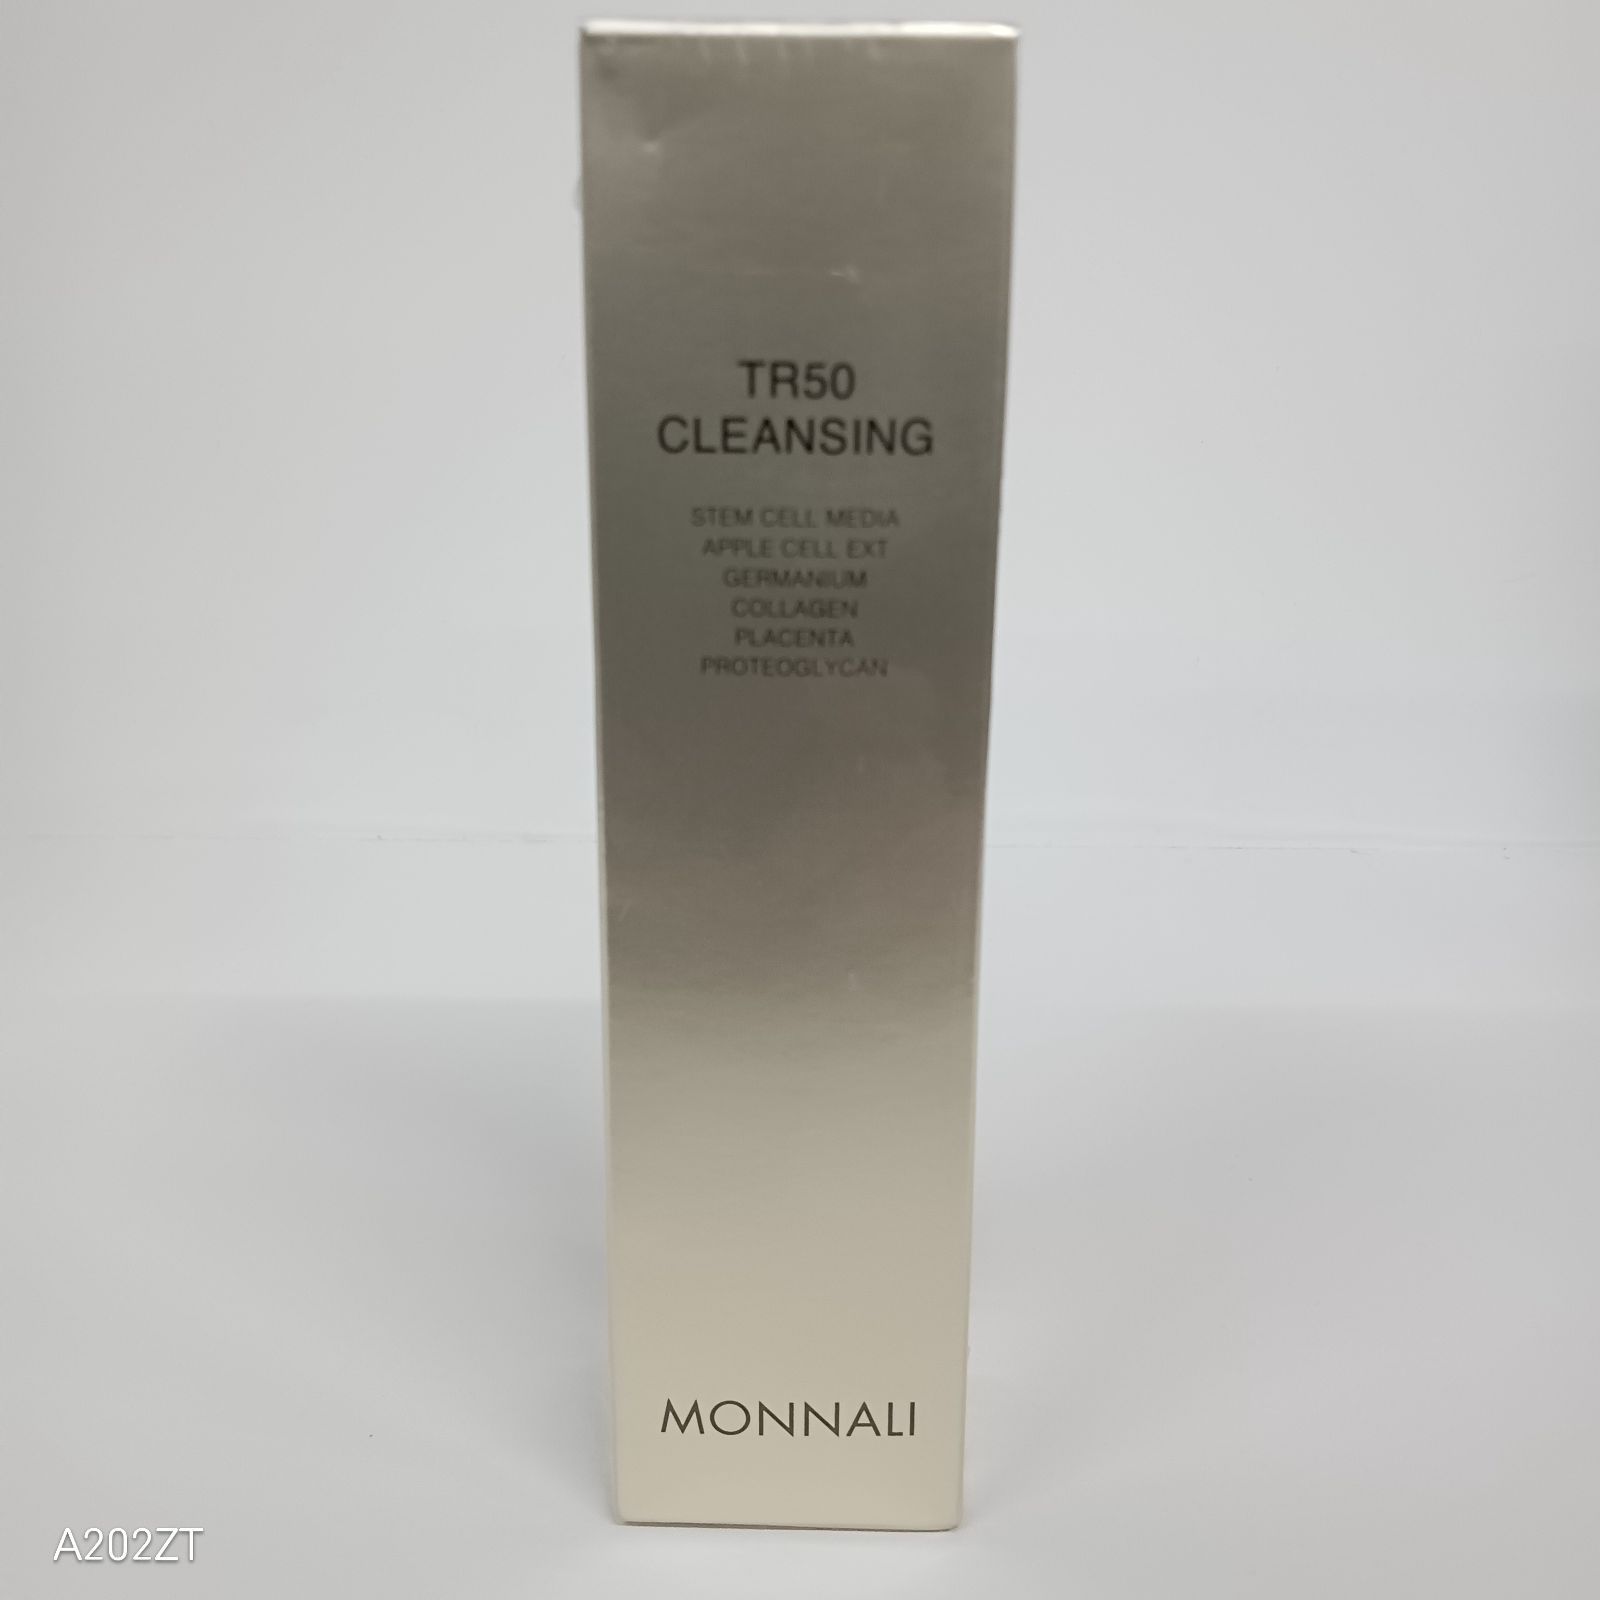 TR50
CLEANSING
STEM CELL MEDIA
APPLE CELL EXT
GERMANIUM
COLLAGEN
PLACENTA
PROTEOGLYCAN
MONNALI
A202ZT